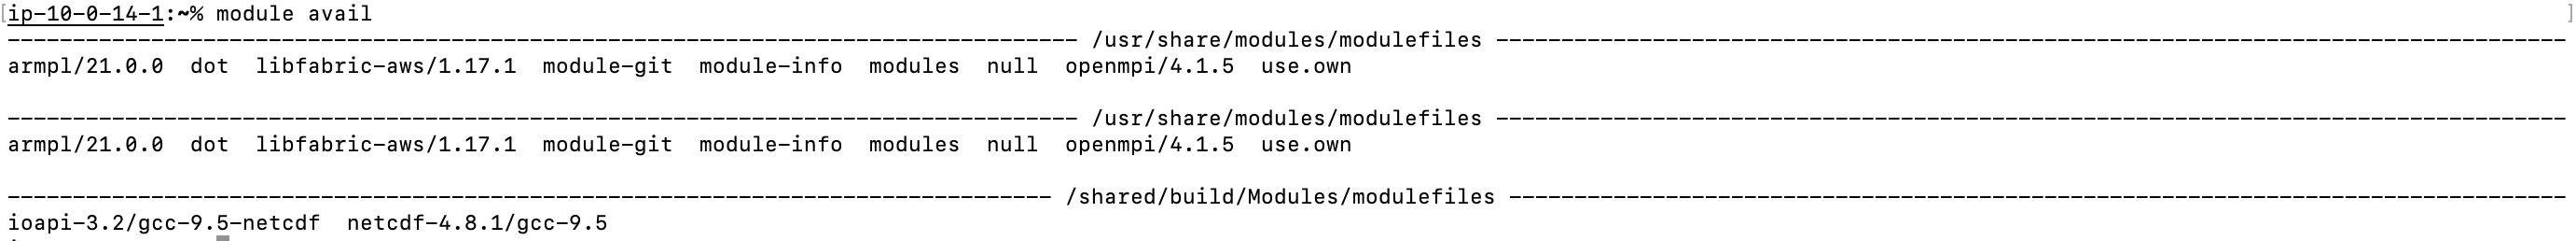 [ip-10-0-14-1:~% module avail ]
---------------------------------------------------------------------------------- /usr/share/modules/modulefiles ----------------------------------------------------------------------------------
armpl/21.0.0  dot  libfabric-aws/1.17.1  module-git  module-info  modules  null  openmpi/4.1.5  use.own
---------------------------------------------------------------------------------- /usr/share/modules/modulefiles ----------------------------------------------------------------------------------
armpl/21.0.0  dot  libfabric-aws/1.17.1  module-git  module-info  modules  null  openmpi/4.1.5  use.own
-------------------------------------------------------------------------------- /shared/build/Modules/modulefiles ---------------------------------------------------------------------------------
ioapi-3.2/gcc-9.5-netcdf  netcdf-4.8.1/gcc-9.5